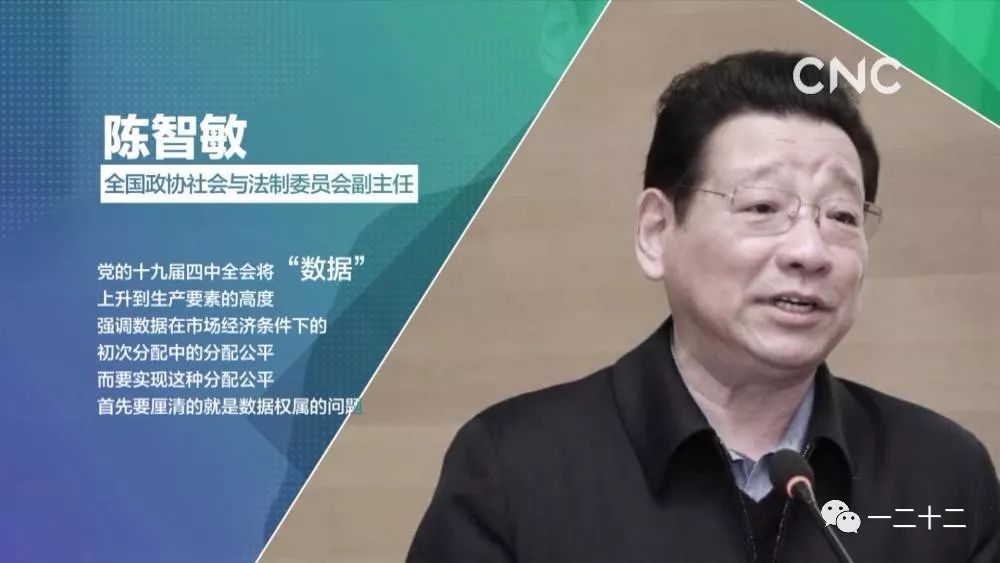 CNC
陈智敏
全国政协社会与法制委员会副主任
党的十九届四中全会将“数据”
上升到生产要素的高度
强调数据在市场经济条件下的
初次分配中的分配公平
而要实现这种分配公平
首先要厘清的就是数据权属的问题
一二十二